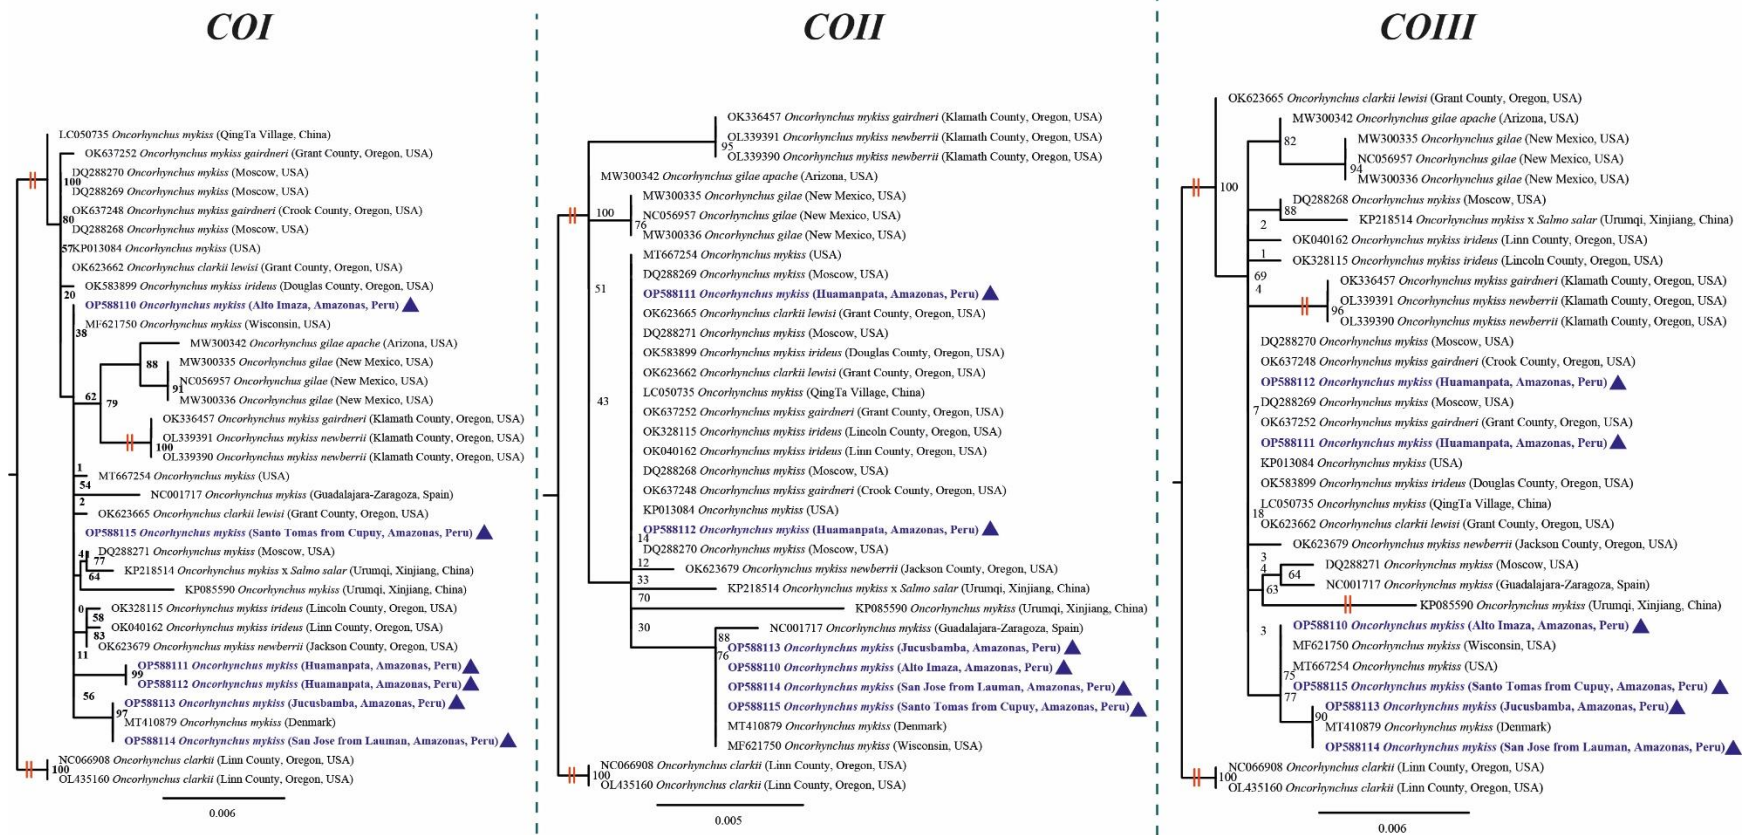 COI
LC050735 Oncorhynchus mykiss (QingTa Village, China)
OK637252 Oncorhynchus mykiss gairdneri (Grant County, Oregon, USA)
DQ288270 Oncorhynchus mykiss (Moscow, USA)
100
DQ288269 Oncorhynchus mykiss (Moscow, USA)
OK637248 Oncorhynchus mykiss gairdneri (Crook County, Oregon, USA)
80
DQ288268 Oncorhynchus mykiss (Moscow, USA)
57
KP013084 Oncorhynchus mykiss (USA)
OK623662 Oncorhynchus clarkii lewisi (Grant County, Oregon, USA)
OK583899 Oncorhynchus mykiss irideus (Douglas County, Oregon, USA)
20
OP588110 Oncorhynchus mykiss (Alto Imaza, Amazonas, Peru)
MF621750 Oncorhynchus mykiss (Wisconsin, USA)
38
MW300342 Oncorhynchus gilae apache (Arizona, USA)
88
MW300335 Oncorhynchus gilae (New Mexico, USA)
NC056957 Oncorhynchus gilae (New Mexico, USA)
91
62
79
MW300336 Oncorhynchus gilae (New Mexico, USA)
OK336457 Oncorhynchus mykiss gairdneri (Klamath County, Oregon, USA)
OL339391 Oncorhynchus mykiss newberrii (Klamath County, Oregon, USA)
100
OL339390 Oncorhynchus mykiss newberrii (Klamath County, Oregon, USA)
1
MT667254 Oncorhynchus mykiss (USA)
54
NC001717 Oncorhynchus mykiss (Guadalajara-Zaragoza, Spain)
2
OK623665 Oncorhynchus clarkii lewisi (Grant County, Oregon, USA)
OP588115 Oncorhynchus mykiss (Santo Tomas from Cupuy, Amazonas, Peru)
DQ288271 Oncorhynchus mykiss (Moscow, USA)
77
KP218514 Oncorhynchus mykiss x Salmo salar (Urumqi, Xinjiang, China)
64
KP085590 Oncorhynchus mykiss (Urumqi, Xinjiang, China)
0
OK328115 Oncorhynchus mykiss irideus (Lincoln County, Oregon, USA)
58
OK040162 Oncorhynchus mykiss irideus (Linn County, Oregon, USA)
83
OK623679 Oncorhynchus mykiss newberrii (Jackson County, Oregon, USA)
11
OP588111 Oncorhynchus mykiss (Huamanpata, Amazonas, Peru)
99
OP588112 Oncorhynchus mykiss (Huamanpata, Amazonas, Peru)
56
OP588113 Oncorhynchus mykiss (Jucusbamba, Amazonas, Peru)
97
MT410879 Oncorhynchus mykiss (Denmark)
OP588114 Oncorhynchus mykiss (San Jose from Lauman, Amazonas, Peru)
NC066908 Oncorhynchus clarkii (Linn County, Oregon, USA)
100
OL435160 Oncorhynchus clarkii (Linn County, Oregon, USA)
0.006
COII
OK336457 Oncorhynchus mykiss gairdneri (Klamath County, Oregon, USA)
OL339391 Oncorhynchus mykiss newberrii (Klamath County, Oregon, USA)
95
OL339390 Oncorhynchus mykiss newberrii (Klamath County, Oregon, USA)
MW300342 Oncorhynchus gilae apache (Arizona, USA)
MW300335 Oncorhynchus gilae (New Mexico, USA)
100
NC056957 Oncorhynchus gilae (New Mexico, USA)
76
MW300336 Oncorhynchus gilae (New Mexico, USA)
MT667254 Oncorhynchus mykiss (USA)
DQ288269 Oncorhynchus mykiss (Moscow, USA)
51
OP588111 Oncorhynchus mykiss (Huamanpata, Amazonas, Peru)
OK623665 Oncorhynchus clarkii lewisi (Grant County, Oregon, USA)
DQ288271 Oncorhynchus mykiss (Moscow, USA)
OK583899 Oncorhynchus mykiss irideus (Douglas County, Oregon, USA)
OK623662 Oncorhynchus clarkii lewisi (Grant County, Oregon, USA)
LC050735 Oncorhynchus mykiss (QingTa Village, China)
43
OK637252 Oncorhynchus mykiss gairdneri (Grant County, Oregon, USA)
OK328115 Oncorhynchus mykiss irideus (Lincoln County, Oregon, USA)
OK040162 Oncorhynchus mykiss irideus (Linn County, Oregon, USA)
DQ288268 Oncorhynchus mykiss (Moscow, USA)
OK637248 Oncorhynchus mykiss gairdneri (Crook County, Oregon, USA)
KP013084 Oncorhynchus mykiss (USA)
OP588112 Oncorhynchus mykiss (Huamanpata, Amazonas, Peru)
14
DQ288270 Oncorhynchus mykiss (Moscow, USA)
12
OK623679 Oncorhynchus mykiss newberrii (Jackson County, Oregon, USA)
33
KP218514 Oncorhynchus mykiss x Salmo salar (Urumqi, Xinjiang, China)
70
KP085590 Oncorhynchus mykiss (Urumqi, Xinjiang, China)
30
NC001717 Oncorhynchus mykiss (Guadalajara-Zaragoza, Spain)
88
OP588113 Oncorhynchus mykiss (Jucusbamba, Amazonas, Peru)
76
OP588110 Oncorhynchus mykiss (Alto Imaza, Amazonas, Peru)
OP588114 Oncorhynchus mykiss (San Jose from Lauman, Amazonas, Peru)
OP588115 Oncorhynchus mykiss (Santo Tomas from Cupuy, Amazonas, Peru)
MT410879 Oncorhynchus mykiss (Denmark)
MF621750 Oncorhynchus mykiss (Wisconsin, USA)
NC066908 Oncorhynchus clarkii (Linn County, Oregon, USA)
100
OL435160 Oncorhynchus clarkii (Linn County, Oregon, USA)
0.005
COIII
OK623665 Oncorhynchus clarkii lewisi (Grant County, Oregon, USA)
MW300342 Oncorhynchus gilae apache (Arizona, USA)
82
MW300335 Oncorhynchus gilae (New Mexico, USA)
NC056957 Oncorhynchus gilae (New Mexico, USA)
94
MW300336 Oncorhynchus gilae (New Mexico, USA)
100
DQ288268 Oncorhynchus mykiss (Moscow, USA)
88
KP218514 Oncorhynchus mykiss x Salmo salar (Urumqi, Xinjiang, China)
2
OK040162 Oncorhynchus mykiss irideus (Linn County, Oregon, USA)
1
OK328115 Oncorhynchus mykiss irideus (Lincoln County, Oregon, USA)
69
OK336457 Oncorhynchus mykiss gairdneri (Klamath County, Oregon, USA)
4
OL339391 Oncorhynchus mykiss newberrii (Klamath County, Oregon, USA)
96
OL339390 Oncorhynchus mykiss newberrii (Klamath County, Oregon, USA)
DQ288270 Oncorhynchus mykiss (Moscow, USA)
OK637248 Oncorhynchus mykiss gairdneri (Crook County, Oregon, USA)
OP588112 Oncorhynchus mykiss (Huamanpata, Amazonas, Peru)
DQ288269 Oncorhynchus mykiss (Moscow, USA)
7
OK637252 Oncorhynchus mykiss gairdneri (Grant County, Oregon, USA)
OP588111 Oncorhynchus mykiss (Huamanpata, Amazonas, Peru)
KP013084 Oncorhynchus mykiss (USA)
OK583899 Oncorhynchus mykiss irideus (Douglas County, Oregon, USA)
LC050735 Oncorhynchus mykiss (QingTa Village, China)
18
OK623662 Oncorhynchus clarkii lewisi (Grant County, Oregon, USA)
OK623679 Oncorhynchus mykiss newberrii (Jackson County, Oregon, USA)
3
4
DQ288271 Oncorhynchus mykiss (Moscow, USA)
64
63
NC001717 Oncorhynchus mykiss (Guadalajara-Zaragoza, Spain)
KP085590 Oncorhynchus mykiss (Urumqi, Xinjiang, China)
3
OP588110 Oncorhynchus mykiss (Alto Imaza, Amazonas, Peru)
MF621750 Oncorhynchus mykiss (Wisconsin, USA)
MT667254 Oncorhynchus mykiss (USA)
75
OP588115 Oncorhynchus mykiss (Santo Tomas from Cupuy, Amazonas, Peru)
77
OP588113 Oncorhynchus mykiss (Jucusbamba, Amazonas, Peru)
90
MT410879 Oncorhynchus mykiss (Denmark)
OP588114 Oncorhynchus mykiss (San Jose from Lauman, Amazonas, Peru)
NC066908 Oncorhynchus clarkii (Linn County, Oregon, USA)
100
OL435160 Oncorhynchus clarkii (Linn County, Oregon, USA)
0.006